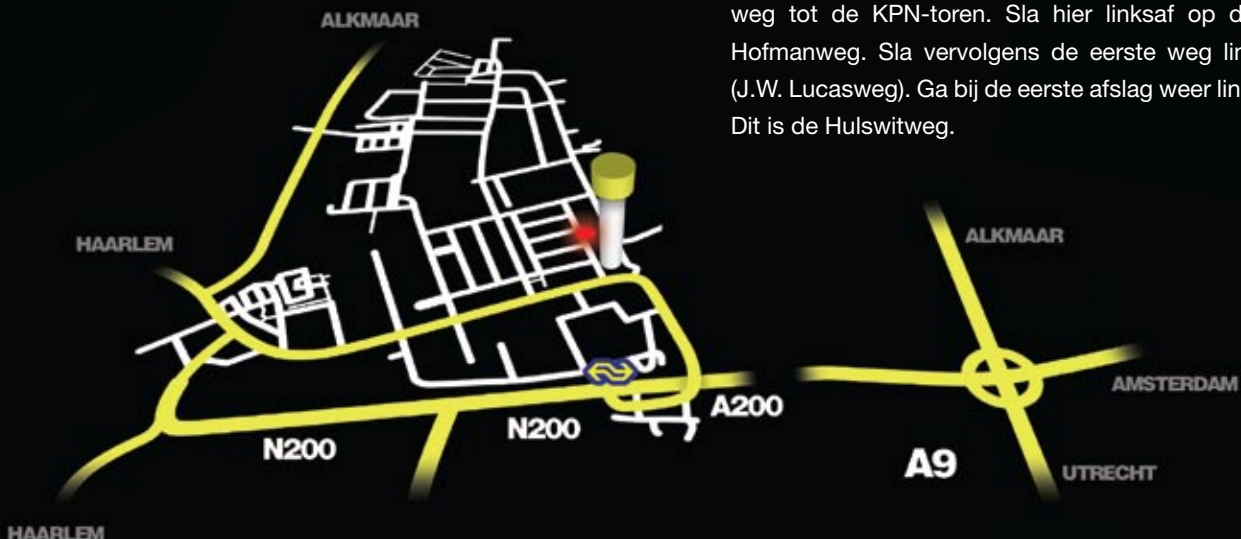 weg tot de KPN-toren. Sla hier linksaf op d
Hofmanweg. Sla vervolgens de eerste weg lin
(J.W. Lucasweg). Ga bij de eerste afslag weer lin
Dit is de Hulswitweg.
ALKMAAR
HAARLEM
ALKMAAR
AMSTERDAM
A200
N200
N200
A9
UTRECHT
HAARLEM